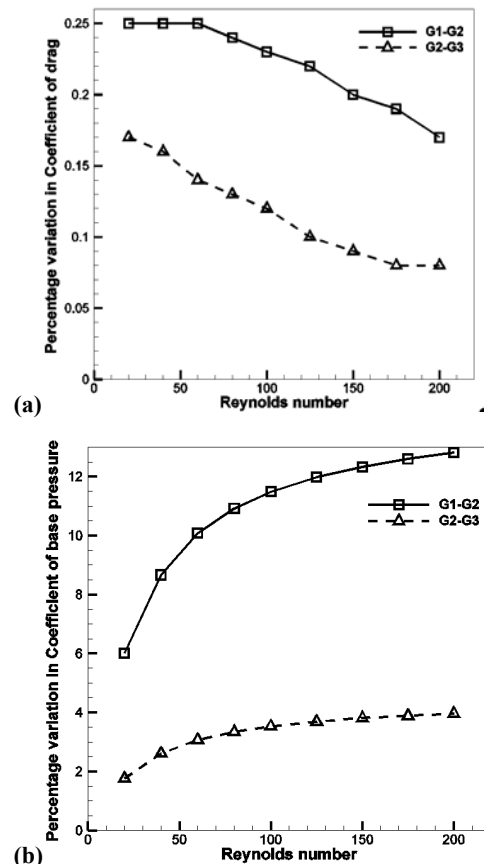 Percentage variation in Coefficient of drag
0.25
0.2
0.15
0.1
0.05
0
G1-G2
G2-G3
0
50
100
150
200
Reynolds number
(a)
Percentage variation in Coefficient of base pressure
12
10
8
6
4
2
0
G1-G2
G2-G3
0
50
100
150
200
Reynolds number
(b)